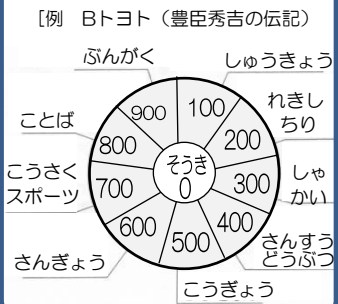 [例　Bトヨト（豊臣秀吉の伝記）
ぶんがく
しゅうきょう
ことば
れきし
ちり
こうさく
スポーツ
しゃ
かい
さんぎょう
さんすう
どうぶつ
こうぎょう
900
100
800
200
そうき
0
700
300
600
400
500